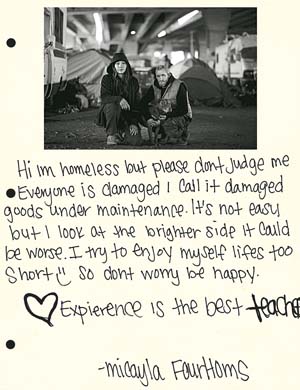 Hi im homeless but please dont judge me
Everyone is damaged I call it damaged
goods under maintenance. It's not easy
but I look at the brighter side it could
be worse. I try to enjoy myself lifes too
short so dont worry be happy.
Expierence is the best teache
-micayla FourHoms